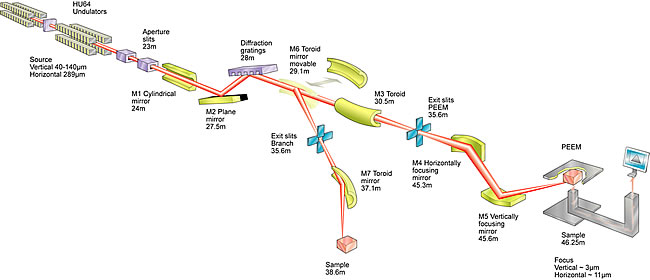 HU64
Undulators
Source
Vertical 40-140µm
Horizontal 289µm
Aperture
slits
23m
M1 Cylindrical
mirror
24m
M2 Plane
mirror
27.5m
Diffraction
gratings
28m
M6 Toroid
mirror
movable
29.1m
M3 Toroid
30.5m
Exit slits
Branch
35.6m
M7 Toroid
mirror
37.1m
Sample
38.6m
Exit slits
PEEM
35.6m
M4 Horizontally
focusing
mirror
45.3m
M5 Vertically
focusing
mirror
45.6m
PEEM
Sample
46.25m
Focus
Vertical ~ 3µm
Horizontal ~ 11µm